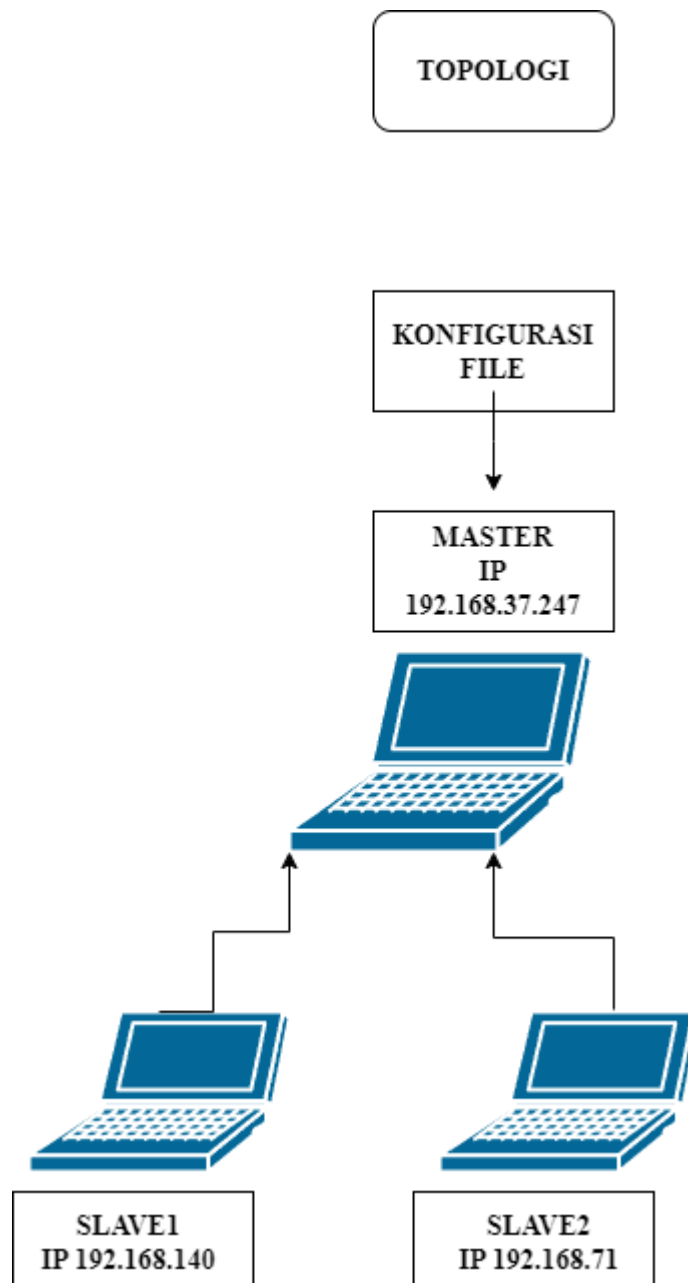 TOPOLOGI
KONFIGURASI
FILE
MASTER
IP
192.168.37.247
SLAVE1
IP 192.168.140
SLAVE2
IP 192.168.71